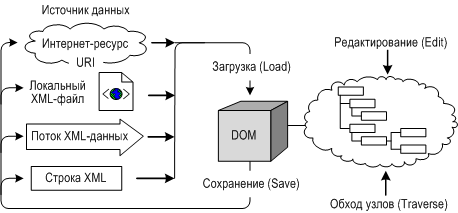 Источник данных
Интернет-ресурс
URI
Локальный
XML-файл
Поток XML-данных
Строка XML
Загрузка (Load)
DOM
Сохранение (Save)
Редактирование (Edit)
Обход узлов (Traverse)